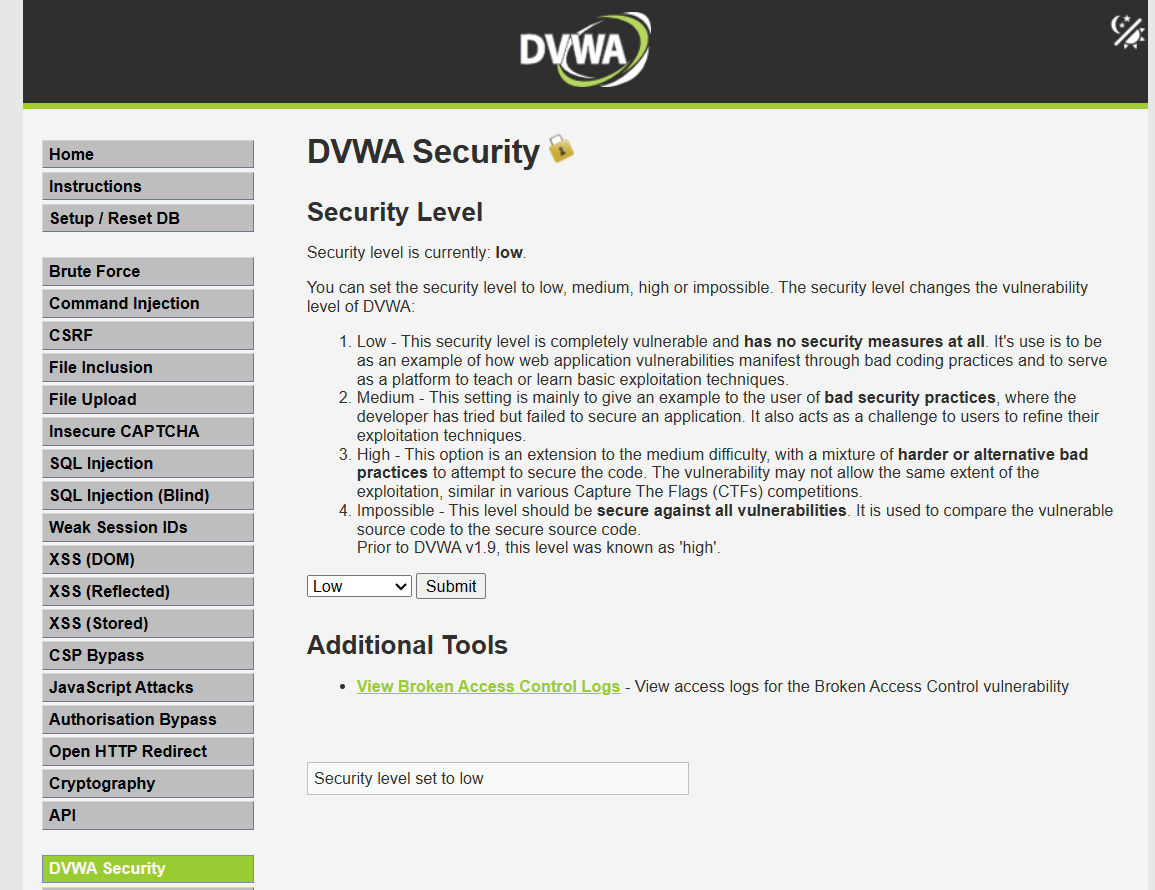 DVWA
Home
Instructions
Setup / Reset DB
Brute Force
Command Injection
CSRF
File Inclusion
File Upload
Insecure CAPTCHA
SQL Injection
SQL Injection (Blind)
Weak Session IDs
XSS (DOM)
XSS (Reflected)
XSS (Stored)
CSP Bypass
JavaScript Attacks
Authorisation Bypass
Open HTTP Redirect
Cryptography
API
DVWA Security
DVWA Security
Security Level
Security level is currently: low.
You can set the security level to low, medium, high or impossible. The security level changes the vulnerability
level of DVWA:
1. Low - This security level is completely vulnerable and has no security measures at all. It's use is to be
as an example of how web application vulnerabilities manifest through bad coding practices and to serve
as a platform to teach or learn basic exploitation techniques.
2. Medium - This setting is mainly to give an example to the user of bad security practices, where the
developer has tried but failed to secure an application. It also acts as a challenge to users to refine their
exploitation techniques.
3. High - This option is an extension to the medium difficulty, with a mixture of harder or alternative bad
practices to attempt to secure the code. The vulnerability may not allow the same extent of the
exploitation, similar in various Capture The Flags (CTFs) competitions.
4. Impossible - This level should be secure against all vulnerabilities. It is used to compare the vulnerable
source code to the secure source code.
Prior to DVWA v1.9, this level was known as 'high'.
Low Submit
Additional Tools
• View Broken Access Control Logs - View access logs for the Broken Access Control vulnerability
Security level set to low